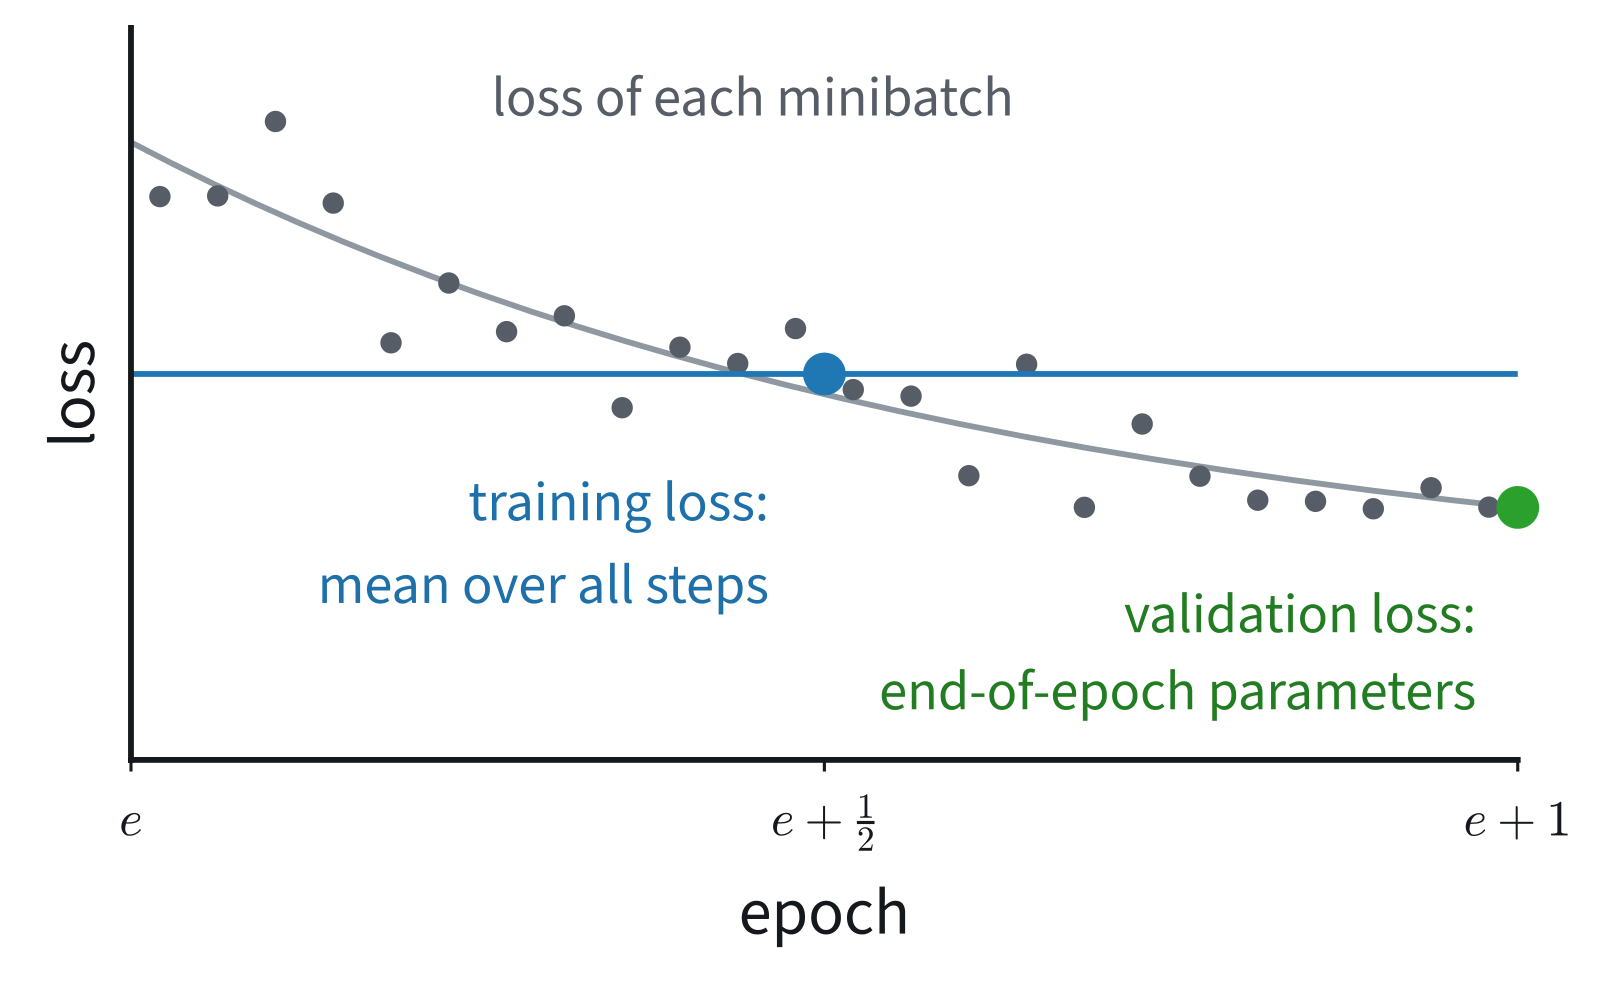 loss of each minibatch
loss
training loss:
mean over all steps
validation loss:
end-of-epoch parameters
e
e + 1/2
e + 1
epoch